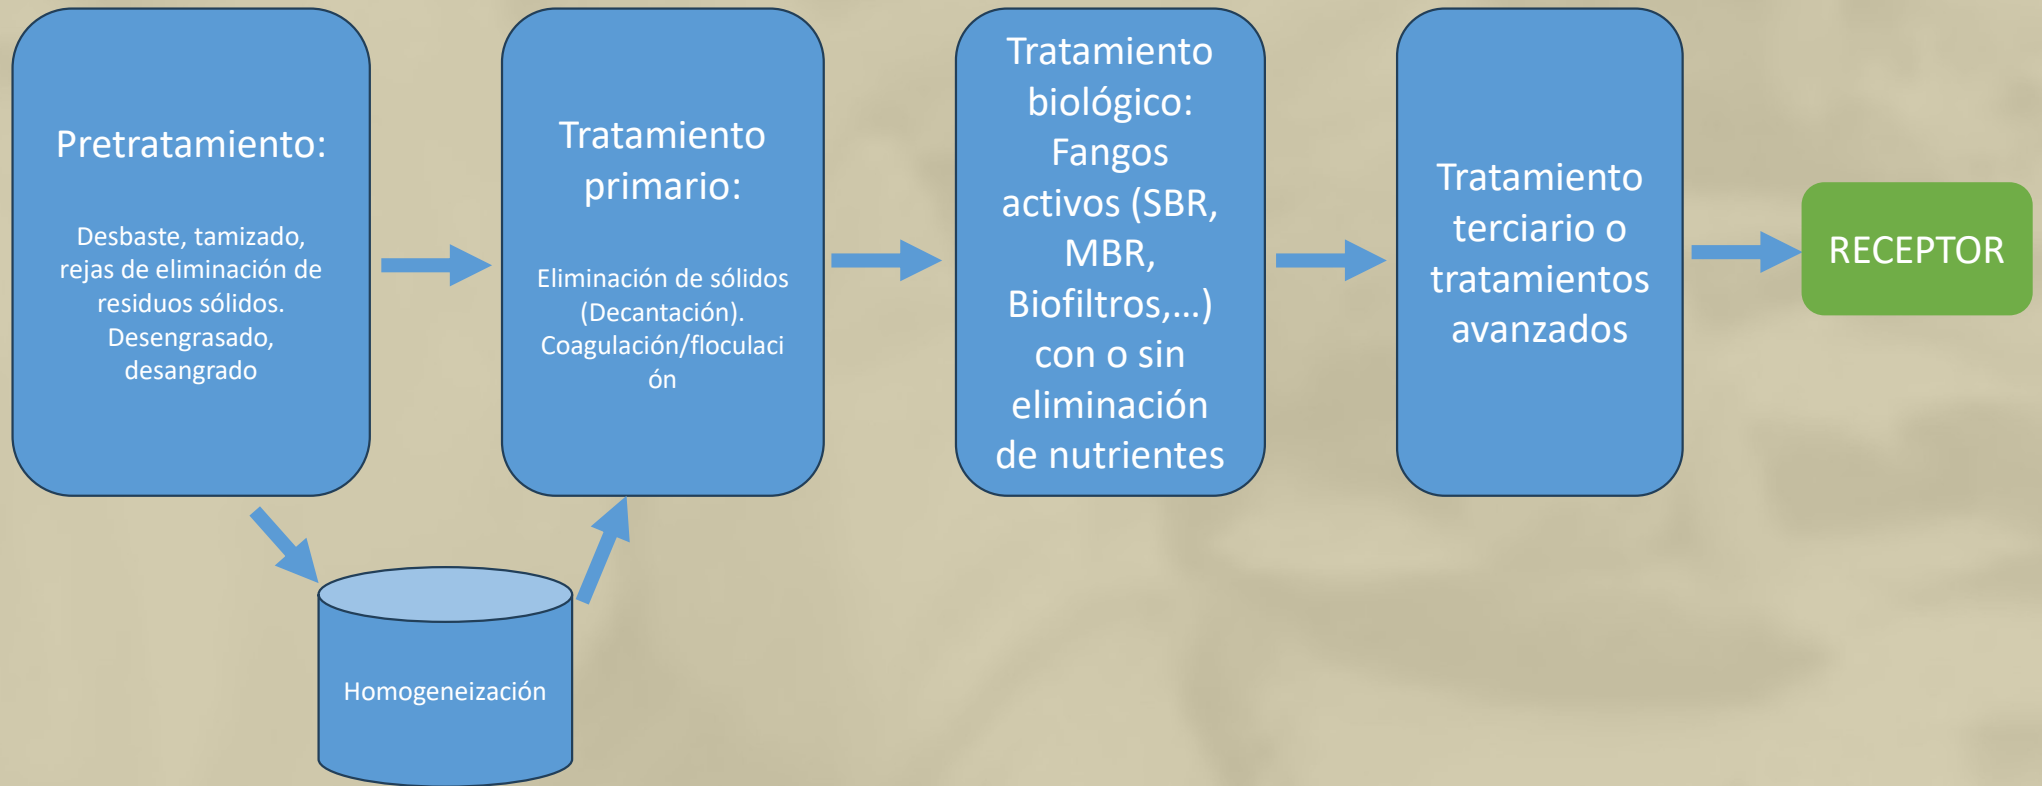 Pretratamiento:
Desbaste, tamizado,
rejas de eliminación de
residuos sólidos.
Desengrasado,
desangrado
Tratamiento
primario:
Eliminación de sólidos
(Decantación).
Coagulación/floculaci
ón
Tratamiento
biológico:
Fangos
activos (SBR,
MBR,
Biofiltros,…)
con o sin
eliminación
de nutrientes
Tratamiento
terciario o
tratamientos
avanzados
RECEPTOR
Homogeneización